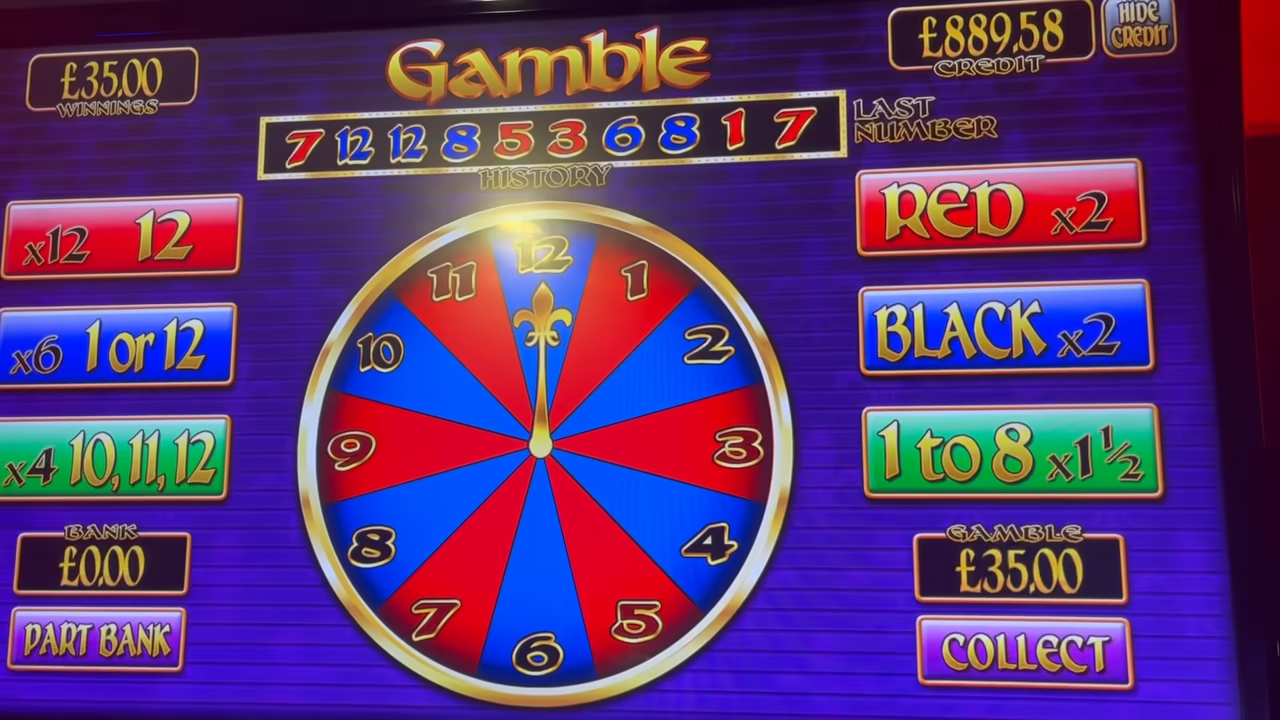 £35.00
WINNINGS
Gamble
£889.58
CREDIT
HIDE
CREDIT
7 12 12 8 5 3 6 8 1 7
HISTORY
LAST
NUMBER
x12 12
x6 1 or 12
x4 10, 11, 12
BANK
£0.00
PART BANK
12
1
2
3
4
5
6
7
8
9
10
11
RED x2
BLACK x2
1 to 8 x1½
GAMBLE
£35.00
COLLECT